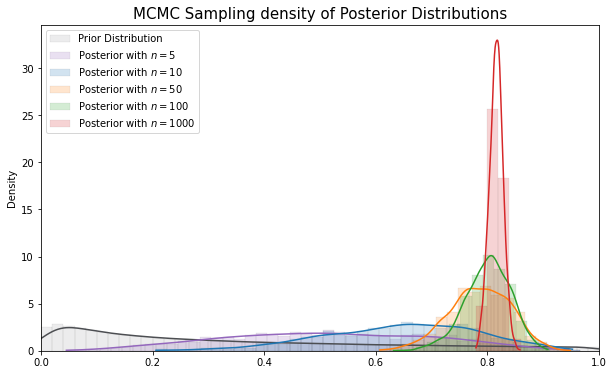 MCMC Sampling density of Posterior Distributions
Prior Distribution
Posterior with n = 5
Posterior with n = 10
Posterior with n = 50
Posterior with n = 100
Posterior with n = 1000
Density
30
25
20
15
10
5
0
0.0 0.2 0.4 0.6 0.8 1.0